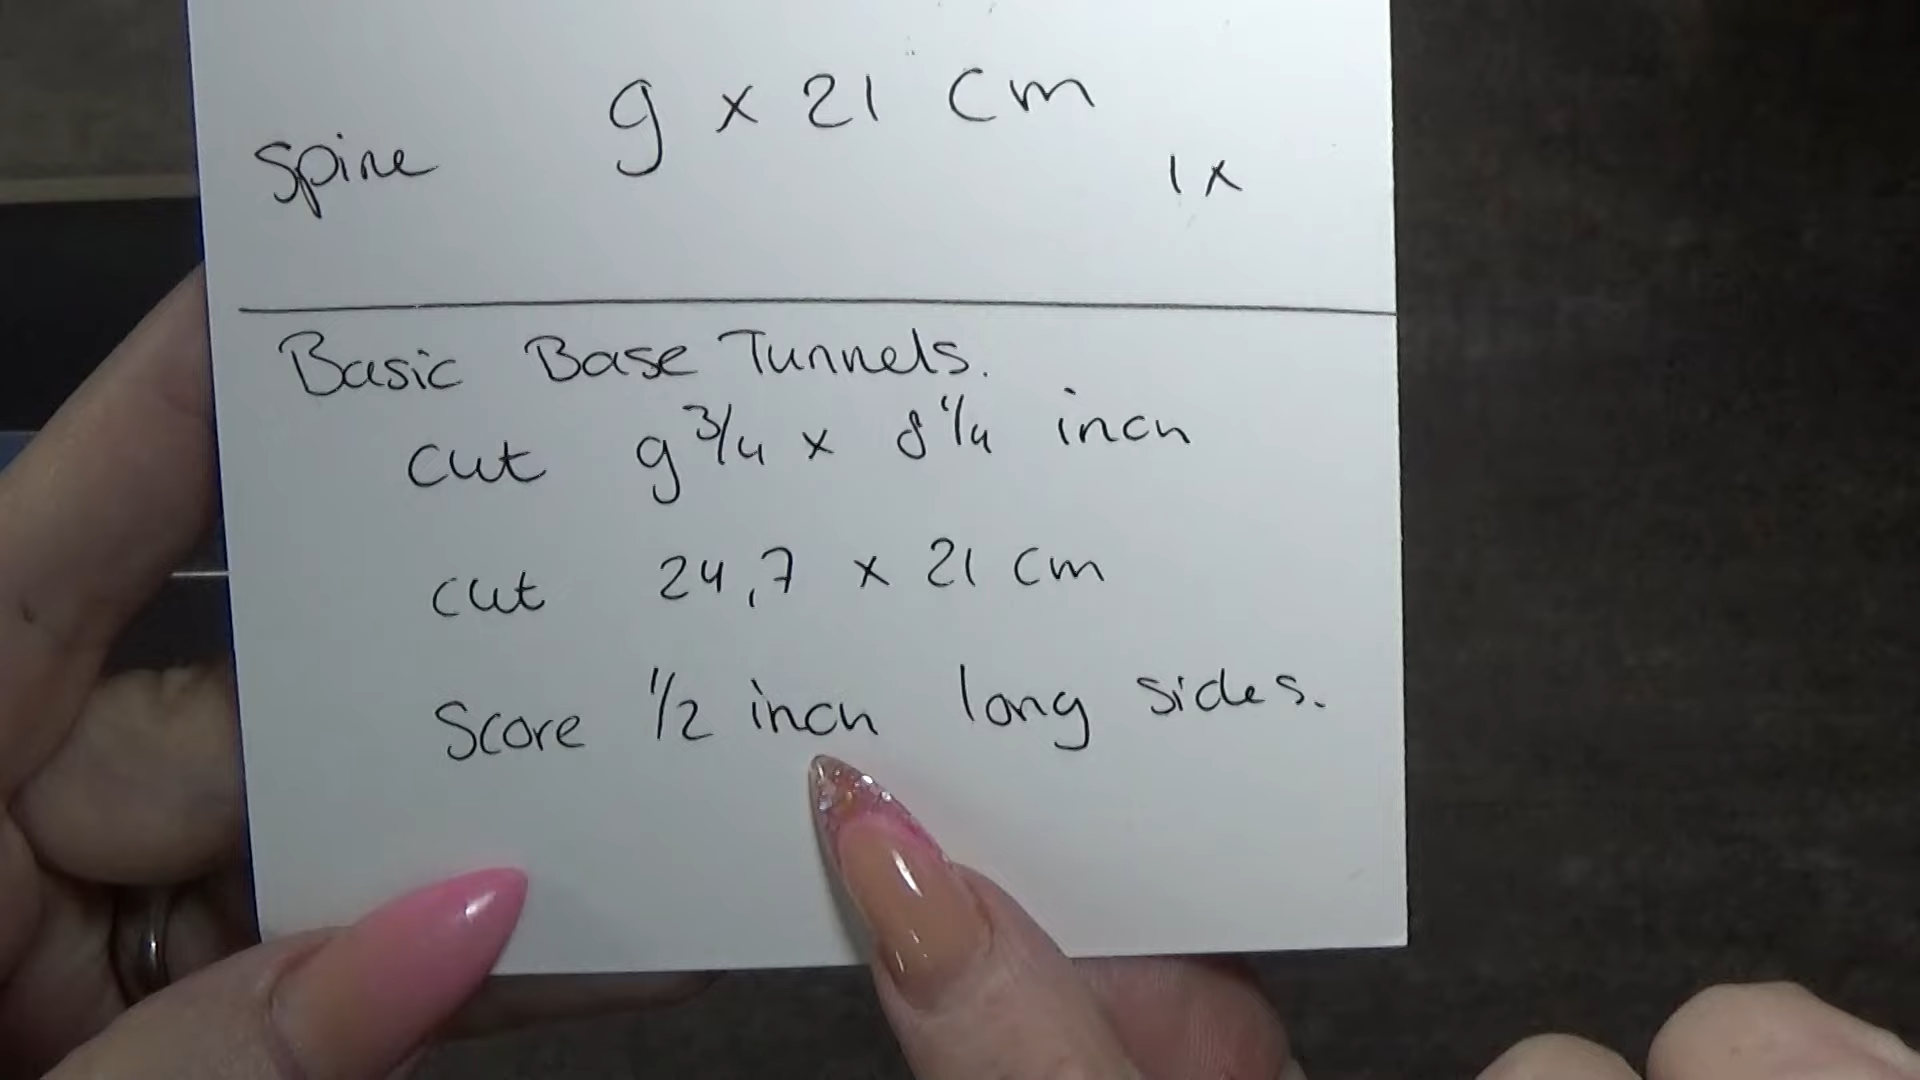 9 x 21 cm
Spine 1x
Basic Base Tunnels.
cut 9 3/4 x 8 1/4 inch
cut 24,7 x 21 cm
Score 1/2 inch long sides.